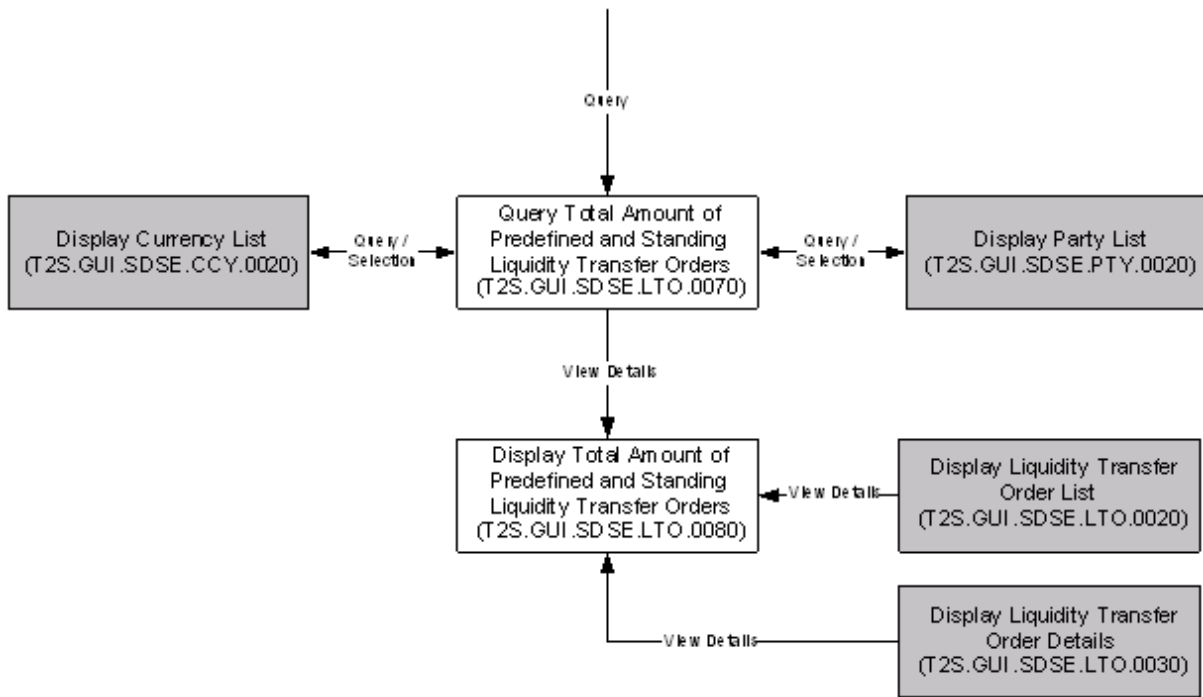 Query
Display Currency List
(T2S.GUI.SDSE.CCY.0020)
Query /
Selection
Query Total Amount of
Predefined and Standing
Liquidity Transfer Orders
(T2S.GUI.SDSE.LTO.0070)
Query /
Selection
Display Party List
(T2S.GUI.SDSE.PTY.0020)
View Details
Display Total Amount of
Predefined and Standing
Liquidity Transfer Orders
(T2S.GUI.SDSE.LTO.0080)
View Details
Display Liquidity Transfer
Order List
(T2S.GUI.SDSE.LTO.0020)
View Details
Display Liquidity Transfer
Order Details
(T2S.GUI.SDSE.LTO.0030)